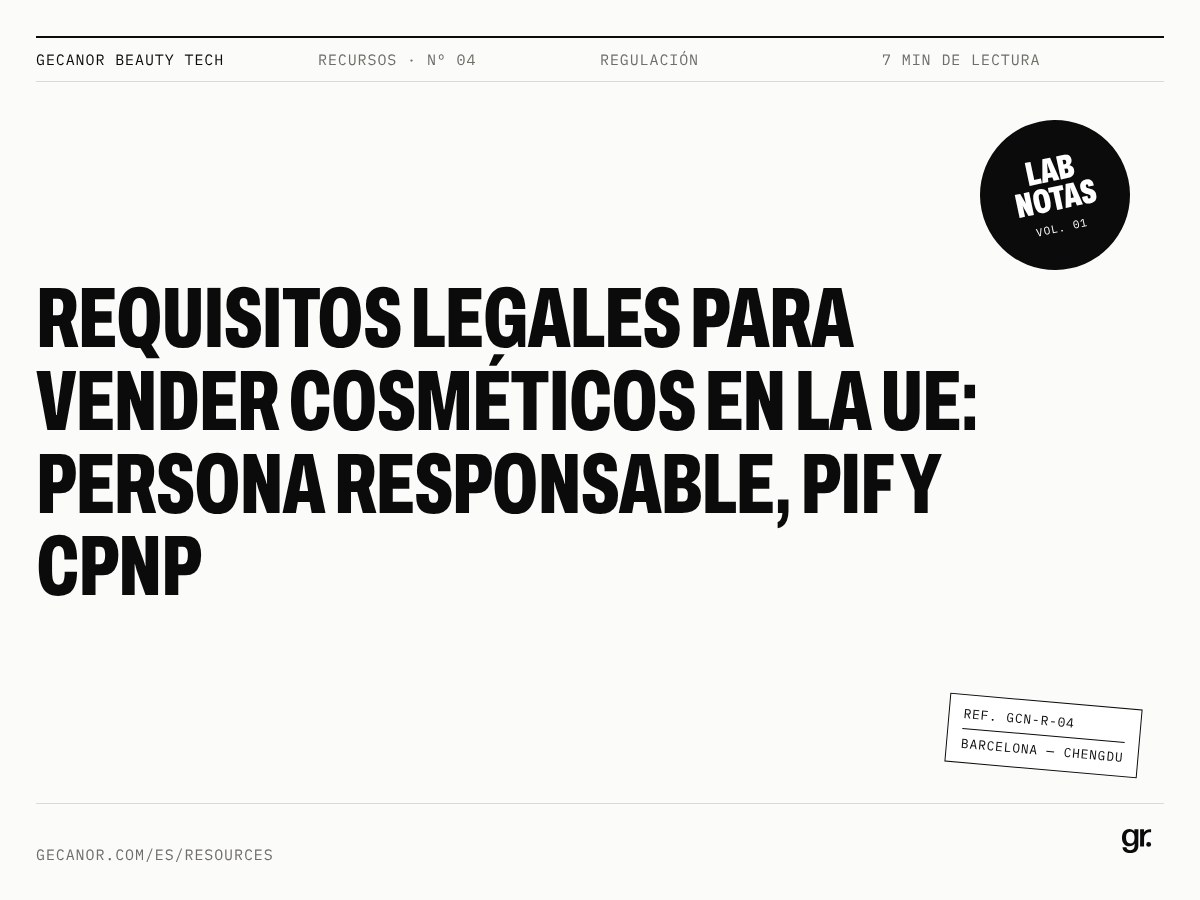 GECANOR BEAUTY TECH
RECURSOS · Nº 04
REGULACIÓN
7 MIN DE LECTURA
LAB
NOTAS
VOL. 01
REQUISITOS LEGALES PARA
VENDER COSMÉTICOS EN LA UE:
PERSONA RESPONSABLE, PIF Y
CPNP
REF. GCN-R-04
BARCELONA — CHENGDU
GECANOR.COM/ES/RESOURCES
gr.